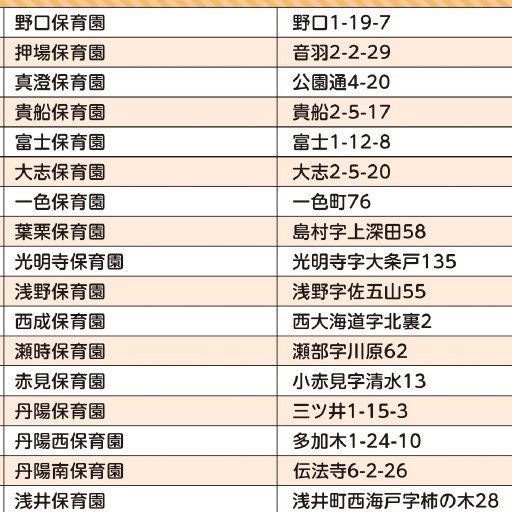 野口保育園 野口1-19-7
押場保育園 音羽2-2-29
真澄保育園 公園通4-20
貴船保育園 貴船2-5-17
富士保育園 富士1-12-8
大志保育園 大志2-5-20
一色保育園 一色町76
葉栗保育園 島村字上深田58
光明寺保育園 光明寺字大条戸135
浅野保育園 浅野字佐五山55
西成保育園 西大海道字北裏2
瀬時保育園 瀬部字川原62
赤見保育園 小赤見字清水13
丹陽保育園 三ツ井1-15-3
丹陽西保育園 多加木1-24-10
丹陽南保育園 伝法寺6-2-26
浅井保育園 浅井町西海戸字柿の木28